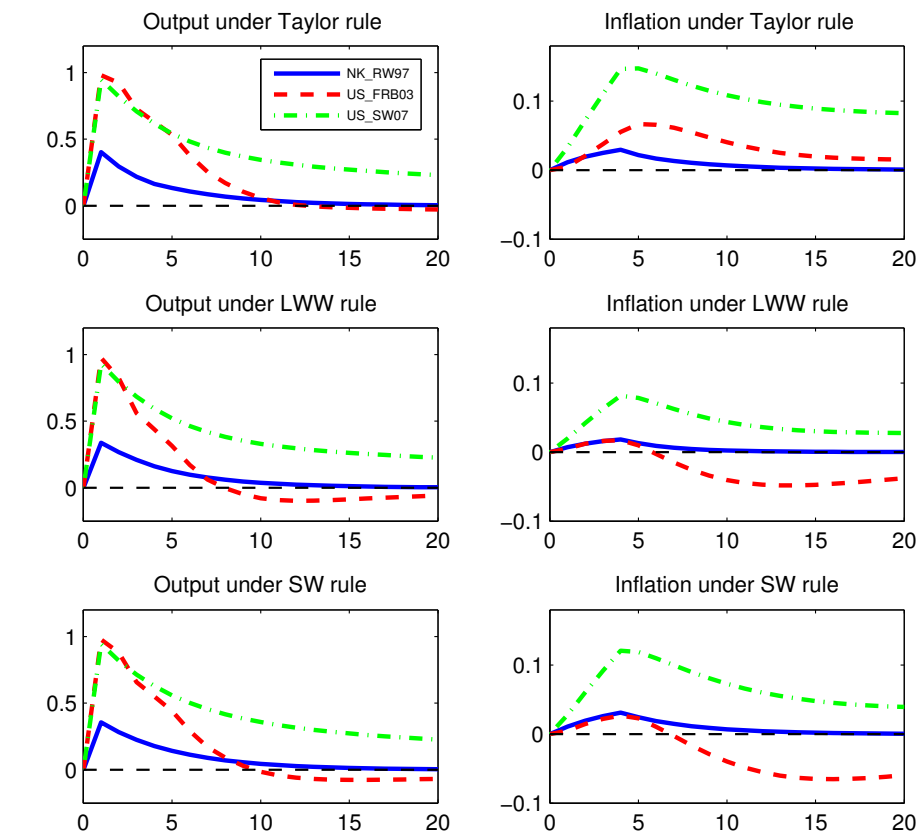 Output under Taylor rule
1
0.5
0
NK_RW97
US_FRB03
US_SW07
0 5 10 15 20
Inflation under Taylor rule
0.1
0
−0.1
0 5 10 15 20
Output under LWW rule
1
0.5
0
0 5 10 15 20
Inflation under LWW rule
0.1
0
−0.1
0 5 10 15 20
Output under SW rule
1
0.5
0
0 5 10 15 20
Inflation under SW rule
0.1
0
−0.1
0 5 10 15 20